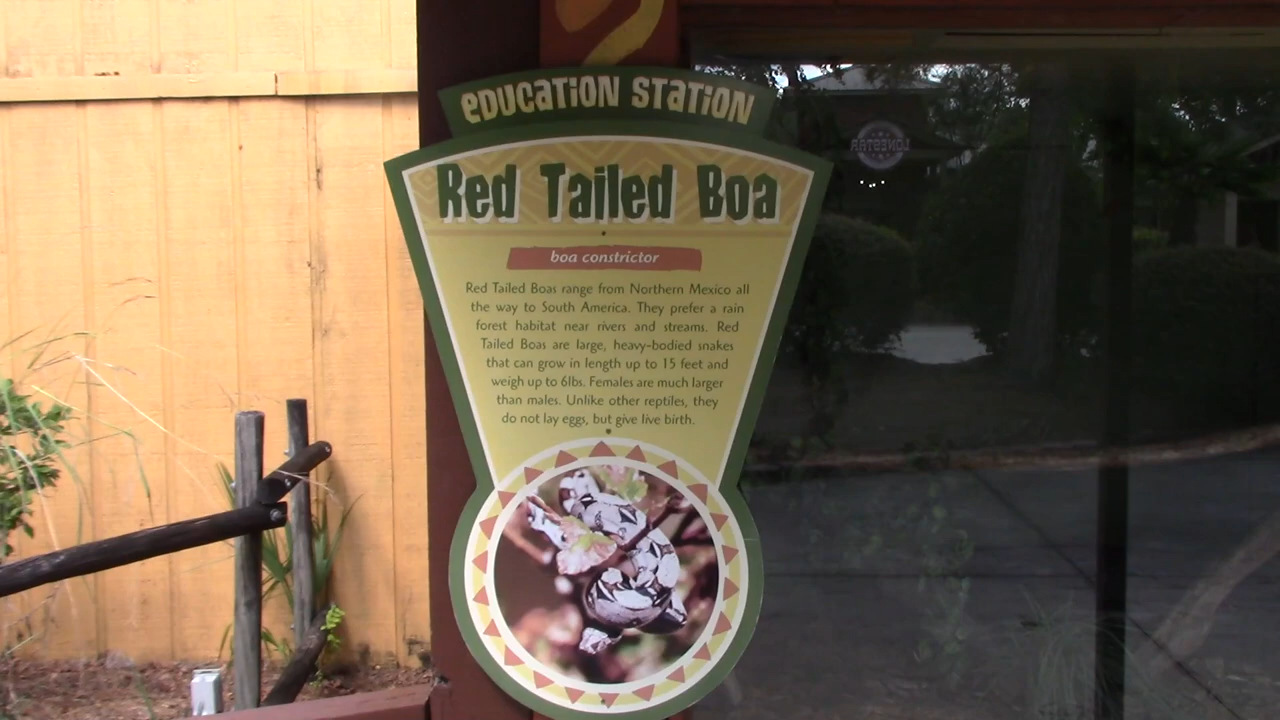 EDUCATION STATION
Red Tailed Boa
boa constrictor
Red Tailed Boas range from Northern Mexico all
the way to South America. They prefer a rain
forest habitat near rivers and streams. Red
Tailed Boas are large, heavy-bodied snakes
that can grow in length up to 15 feet and
weigh up to 6lbs. Females are much larger
than males. Unlike other reptiles, they
do not lay eggs, but give live birth.
LONESTAR